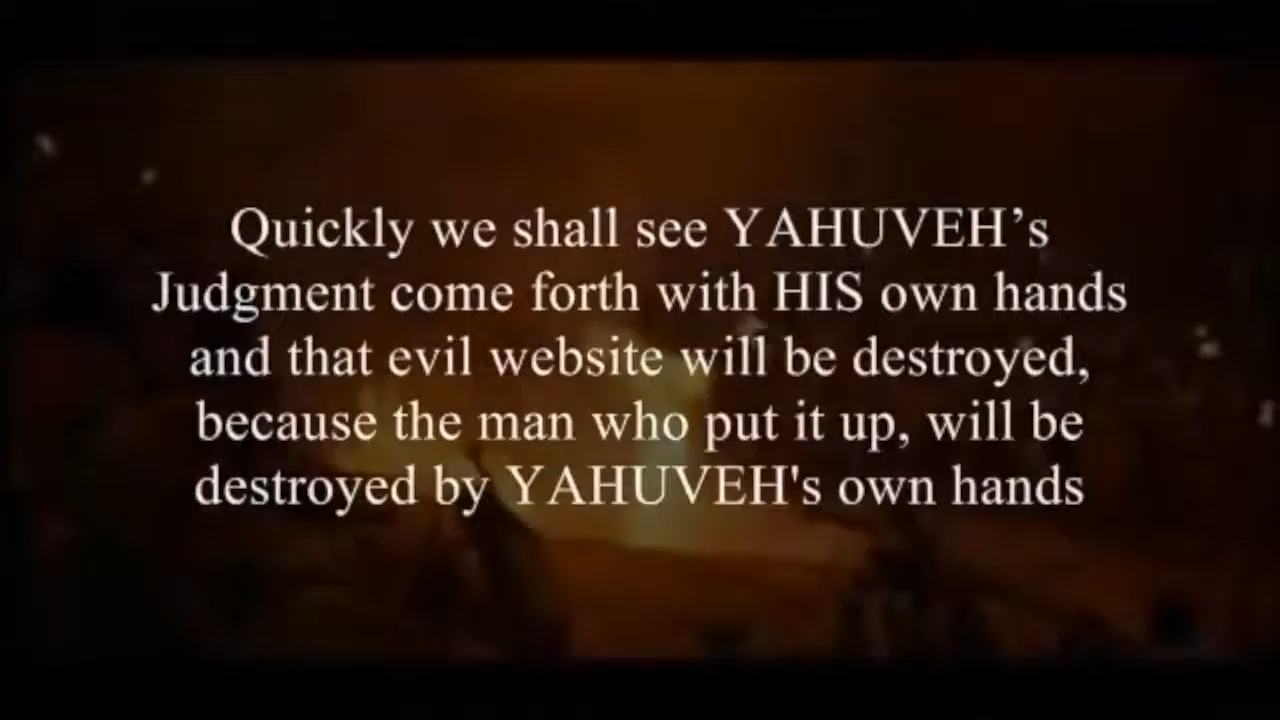 Quickly we shall see YAHUVEH’s
Judgment come forth with HIS own hands
and that evil website will be destroyed,
because the man who put it up, will be
destroyed by YAHUVEH's own hands